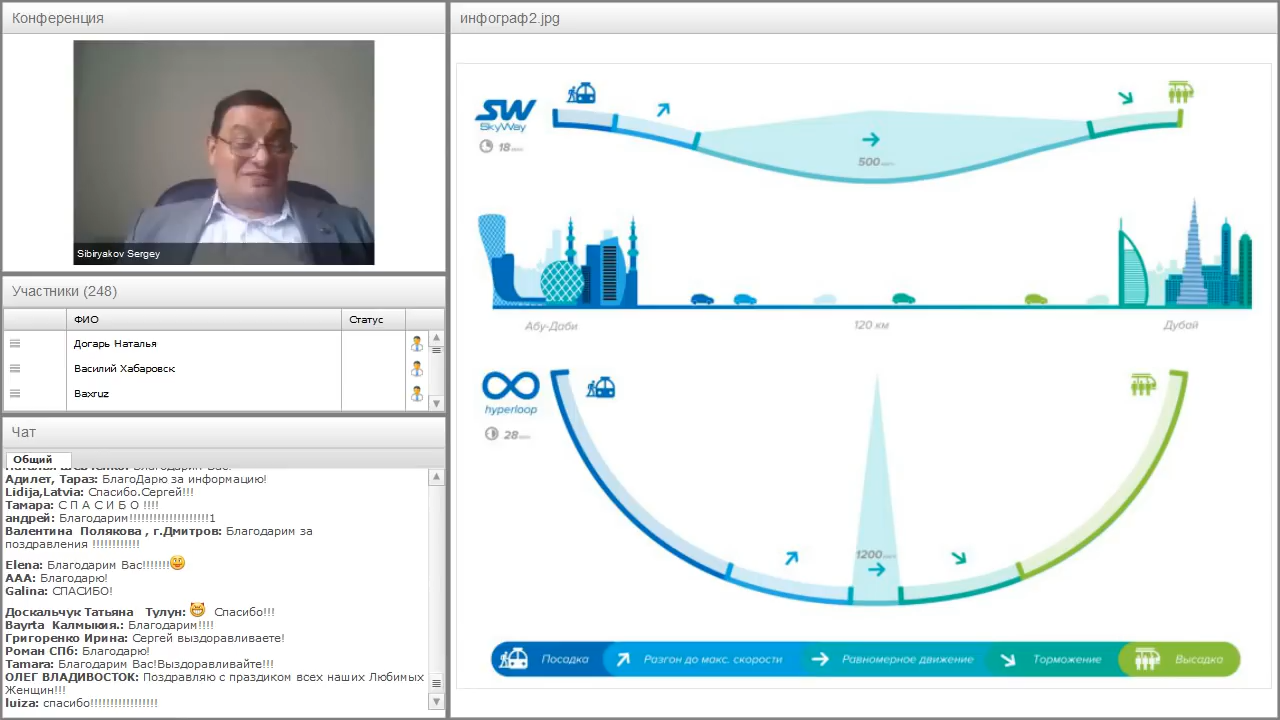 Конференция
Sibiryakov Sergey
Участники (248)
ФИО
Статус
Догарь Наталья
Василий Хабаровск
Baxruz
Чат
Общий
Адилет, Тараз: БлагоДарю за информацию!
Lidija,Latvia: Спасибо.Сергей!!!
Тамара: С П А С И Б О !!!!
андрей: Благодарим!!!!!!!!!!!!!!!!!!!!!1
Валентина Полякова , г.Дмитров: Благодарим за
поздравления !!!!!!!!!!!!
Elena: Благодарим Вас!!!!!!!
ААА: Благодарю!
Galina: СПАСИБО!
Доскальчук Татьяна Тулун: Спасибо!!!
Bayrta Калмыкия.: Благодарим!!!!
Григоренко Ирина: Сергей выздоравливаете!
Роман СПб: Благодарю!
Tamara: Благодарим Вас!Выздоравливайте!!!
ОЛЕГ ВЛАДИВОСТОК: Поздравляю с праздиком всех наших Любимых
Женщин!!!
luiza: спасибо!!!!!!!!!!!!!!!!!
инфограф2.jpg
SW
SkyWay
18
500
Абу-Даби
120 км
Дубай
hyperloop
28
1200
Посадка
Разгон до макс. скорости
Равномерное движение
Торможение
Высадка